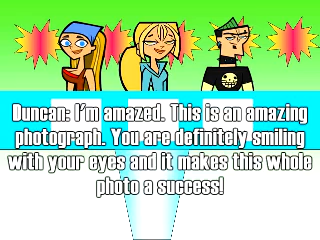 Duncan: I'm amazed. This is an amazing
photograph. You are definitely smiling
with your eyes and it makes this whole
photo a success!